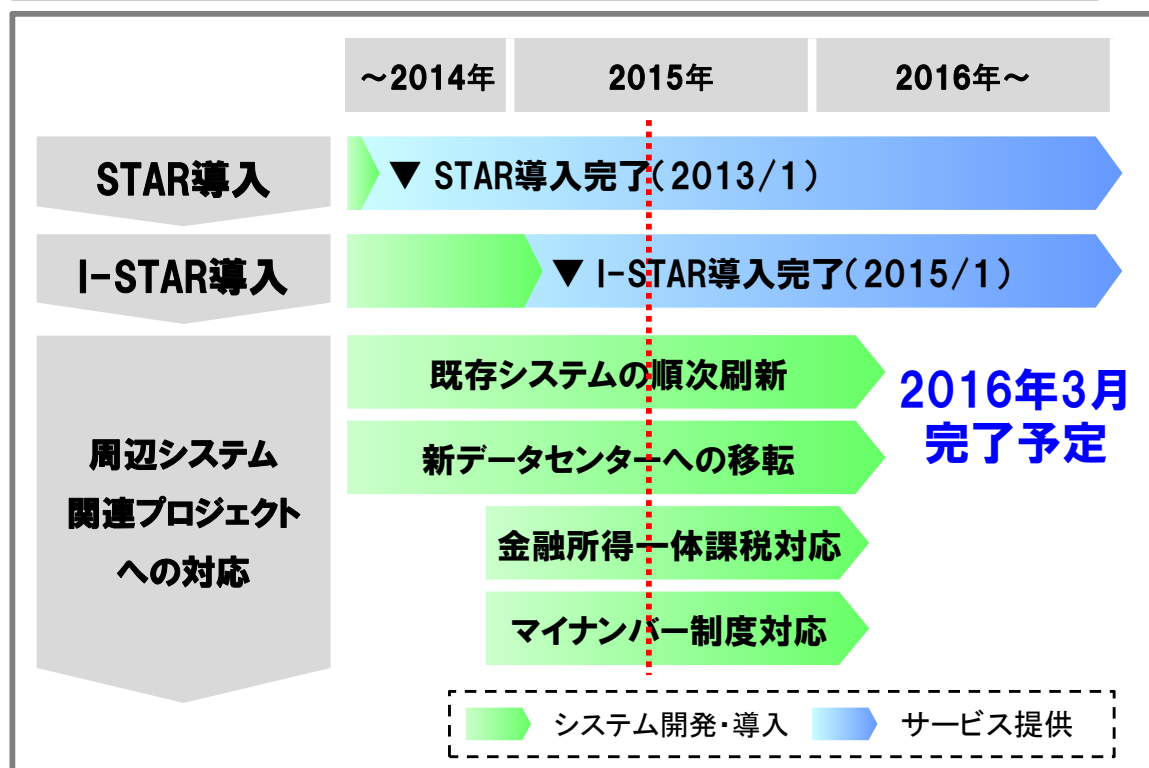 ～2014年
2015年
2016年～
STAR導入
▼ STAR導入完了(2013/1)
I-STAR導入
▼ I-STAR導入完了(2015/1)
周辺システム
関連プロジェクト
への対応
既存システムの順次刷新
新データセンターへの移転
金融所得一体課税対応
マイナンバー制度対応
2016年3月
完了予定
システム開発・導入
サービス提供